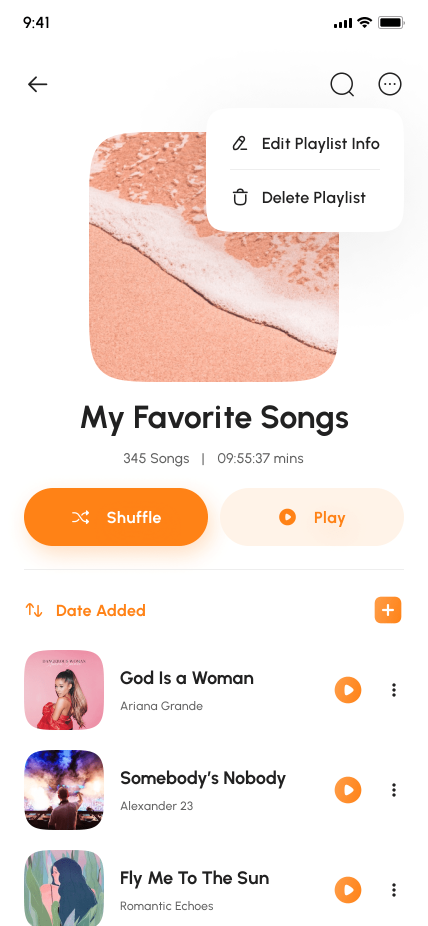 9:41
Edit Playlist Info
Delete Playlist
My Favorite Songs
345 Songs | 09:55:37 mins
Shuffle
Play
Date Added
God Is a Woman
Ariana Grande
Somebody's Nobody
Alexander 23
Fly Me To The Sun
Romantic Echoes